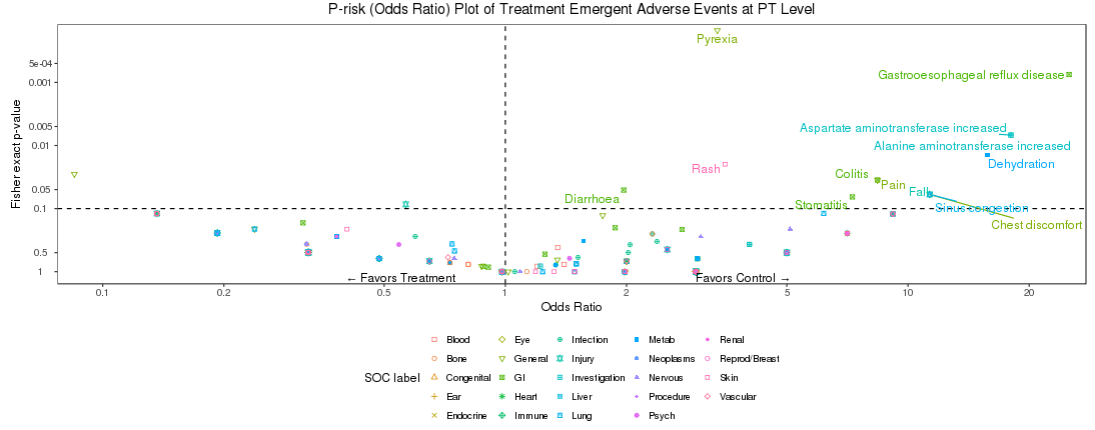 P-risk (Odds Ratio) Plot of Treatment Emergent Adverse Events at PT Level
Fisher exact p-value
5e-04
0.001
0.005
0.01
0.05
0.1
0.5
1
Pyrexia
Gastrooesophageal reflux disease
Aspartate aminotransferase increased
Alanine aminotransferase increased
Dehydration
Rash
Colitis
Pain
Diarrhoea
Fall
Stomatitis
Sinus congestion
Chest discomfort
← Favors Treatment
Favors Control →
0.1 0.2 0.5 1 2 5 10 20
Odds Ratio
SOC label
Blood Eye Infection Metab Renal
Bone General Injury Neoplasms Reprod/Breast
Congenital GI Investigation Nervous Skin
Ear Heart Liver Procedure Vascular
Endocrine Immune Lung Psych